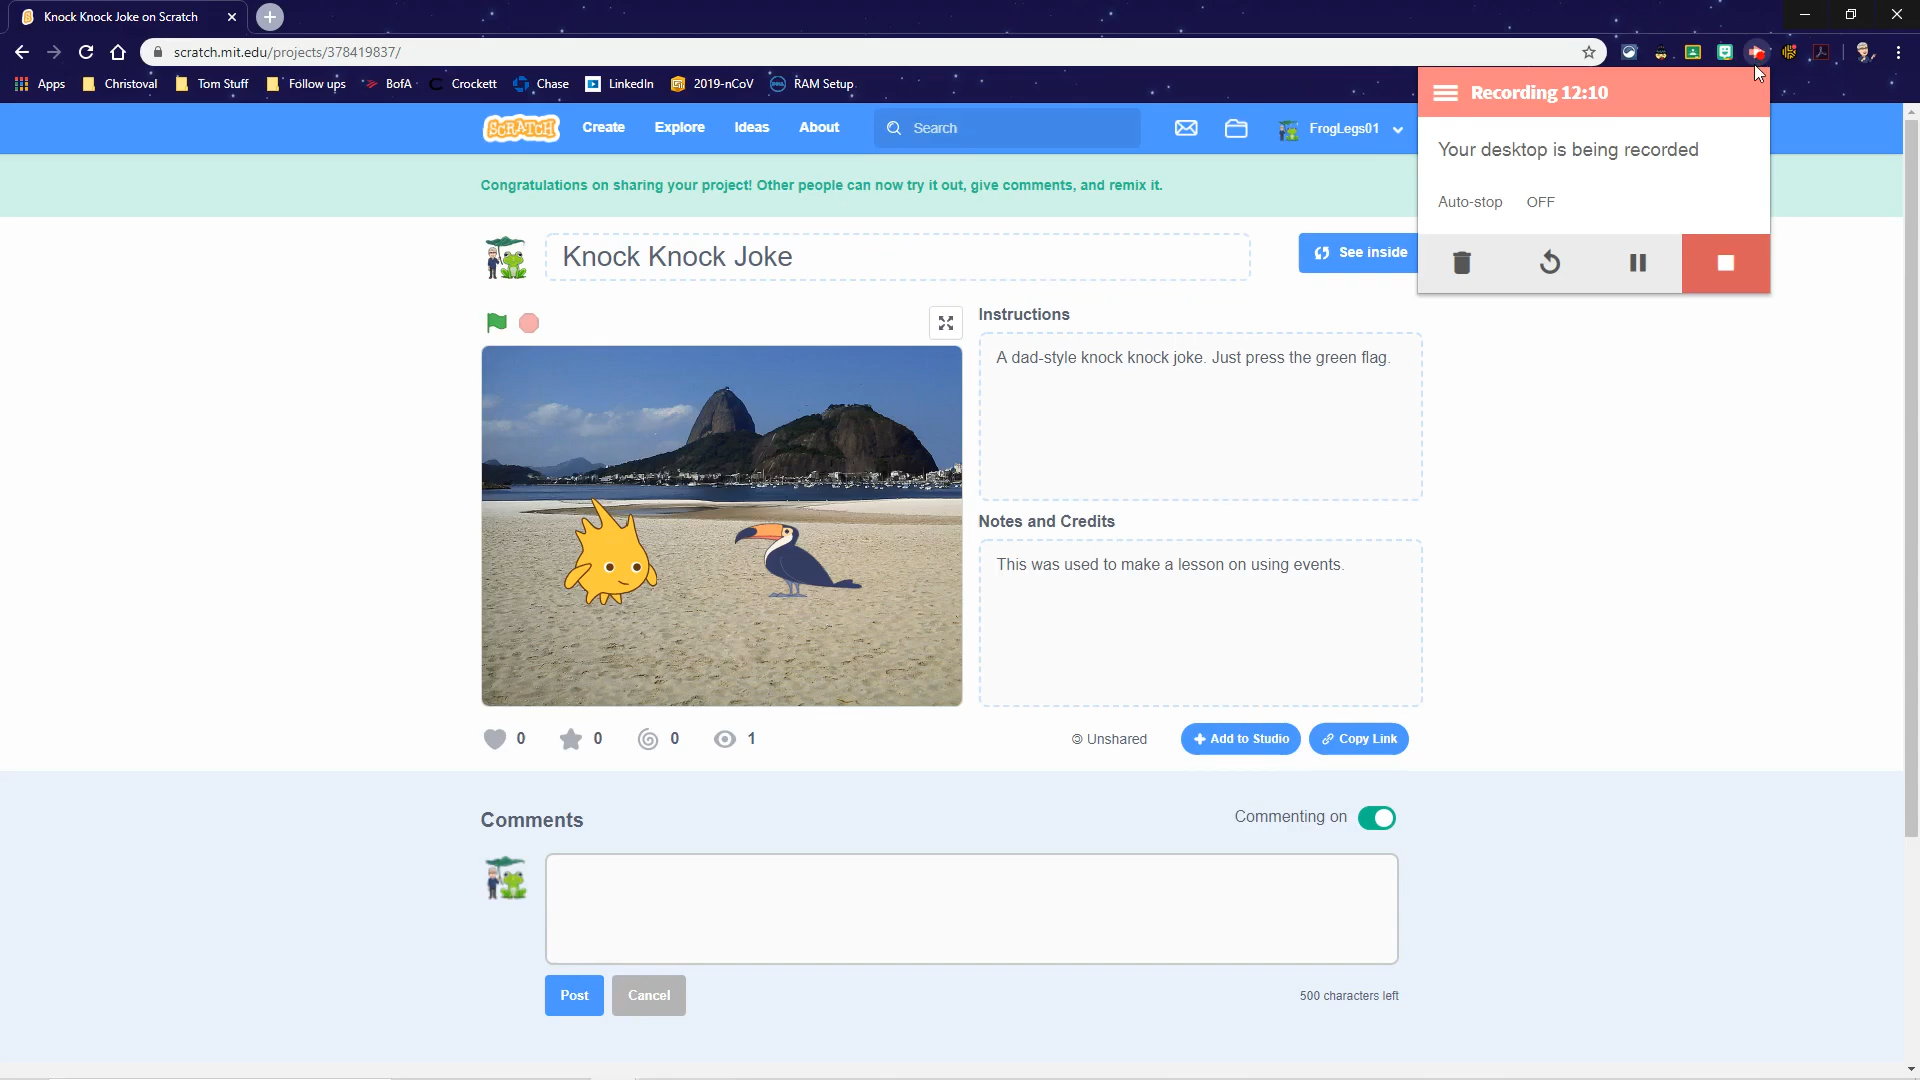 Knock Knock Joke on Scratch
scratch.mit.edu/projects/378419837/
Apps Christoval Tom Stuff Follow ups BofA Crockett Chase LinkedIn 2019-nCoV RAM Setup
Recording 12:10
Your desktop is being recorded
Auto-stop OFF
SCRATCH Create Explore Ideas About Search FrogLegs01
Congratulations on sharing your project! Other people can now try it out, give comments, and remix it.
Knock Knock Joke
See inside
Instructions
A dad-style knock knock joke. Just press the green flag.
Notes and Credits
This was used to make a lesson on using events.
0 0 0 1
Unshared Add to Studio Copy Link
Comments
Commenting on
Post Cancel
500 characters left